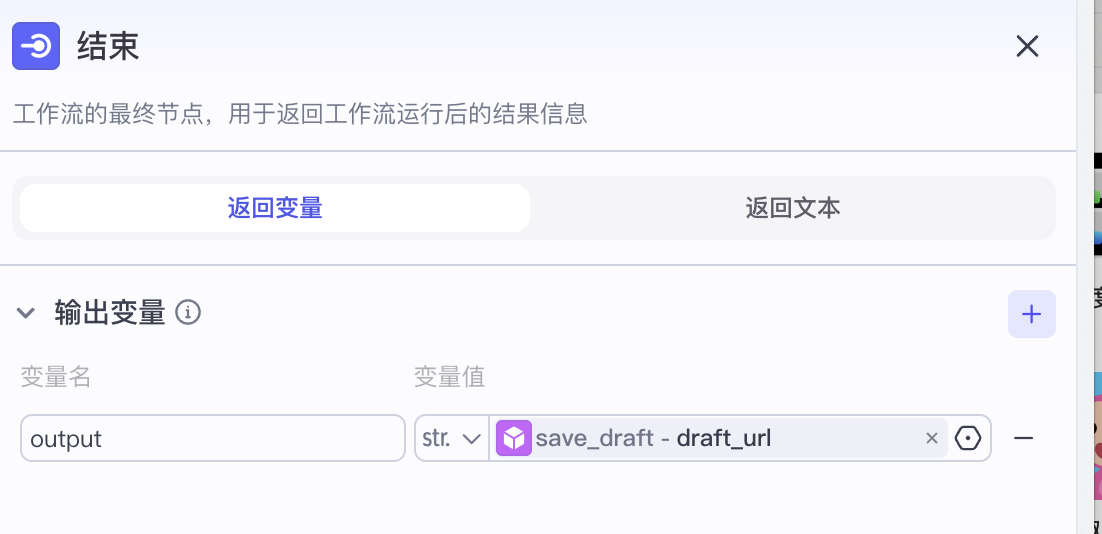 结束
工作流的最终节点，用于返回工作流运行后的结果信息
返回变量 返回文本
输出变量
变量名 变量值
output str. save_draft - draft_url